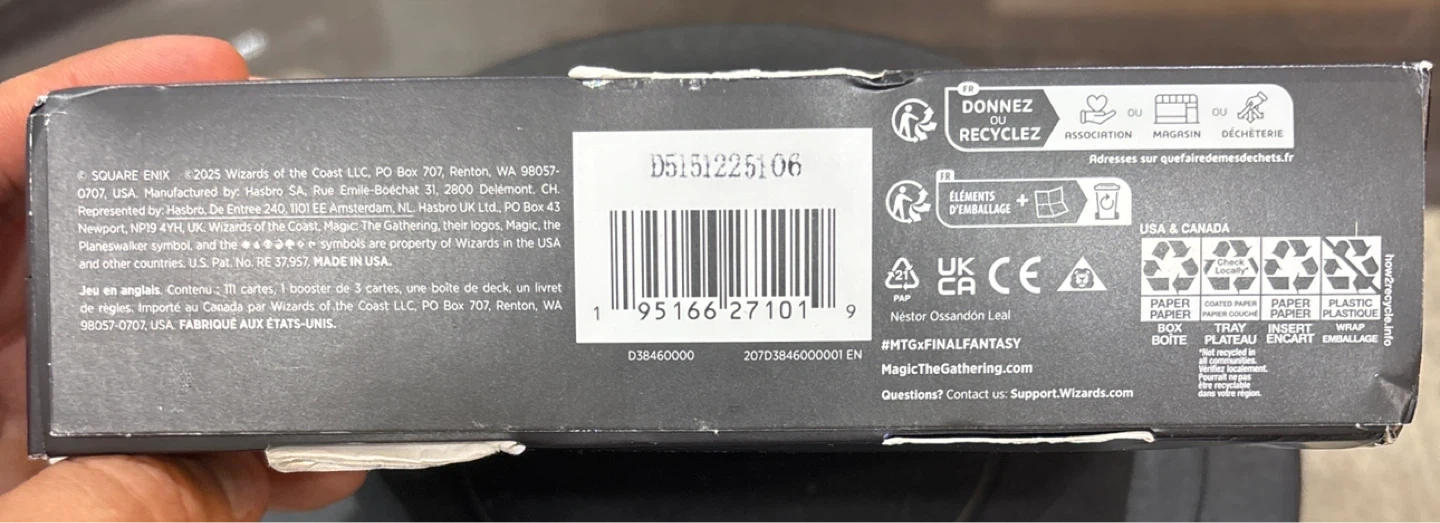 © SQUARE ENIX ©2025 Wizards of the Coast LLC, PO Box 707, Renton, WA 98057-
0707, USA. Manufactured by: Hasbro SA, Rue Emile-Boéchat 31, 2800 Delémont, CH.
Represented by: Hasbro, De Entree 240, 1101 EE Amsterdam, NL. Hasbro UK Ltd., PO Box 43
Newport, NP19 4YH, UK. Wizards of the Coast, Magic: The Gathering, their logos, Magic, the
Planeswalker symbol, and the symbols are property of Wizards in the USA
and other countries. U.S. Pat. No. RE 37,957. MADE IN USA.
Jeu en anglais. Contenu : 111 cartes, 1 booster de 3 cartes, une boîte de deck, un livret
de règles. Importé au Canada par Wizards of the Coast LLC, PO Box 707, Renton, WA
98057-0707, USA. FABRIQUÉ AUX ÉTATS-UNIS.
D5151225106
1 95166 27101 9
D38460000 207D3846000001 EN
FR
DONNEZ
OU
RECYCLEZ
ASSOCIATION OU MAGASIN OU DÉCHÈTERIE
Adresses sur quefairedemesdechets.fr
FR
ÉLÉMENTS
D'EMBALLAGE +
21
PAP
UK
CA
CE
Néstor Ossandón Leal
#MTGxFINALFANTASY
MagicTheGathering.com
Questions? Contact us: Support.Wizards.com
USA & CANADA
Check
Locally*
PAPER
PAPIER
BOX
BOÎTE
COATED PAPER
PAPIER COUCHÉ
TRAY
PLATEAU
*Not recycled in
all communities.
Vérifiez localement.
Pourrait ne pas
être recyclable
dans votre région.
PAPER
PAPIER
INSERT
ENCART
PLASTIC
PLASTIQUE
WRAP
EMBALLAGE
how2recycle.info